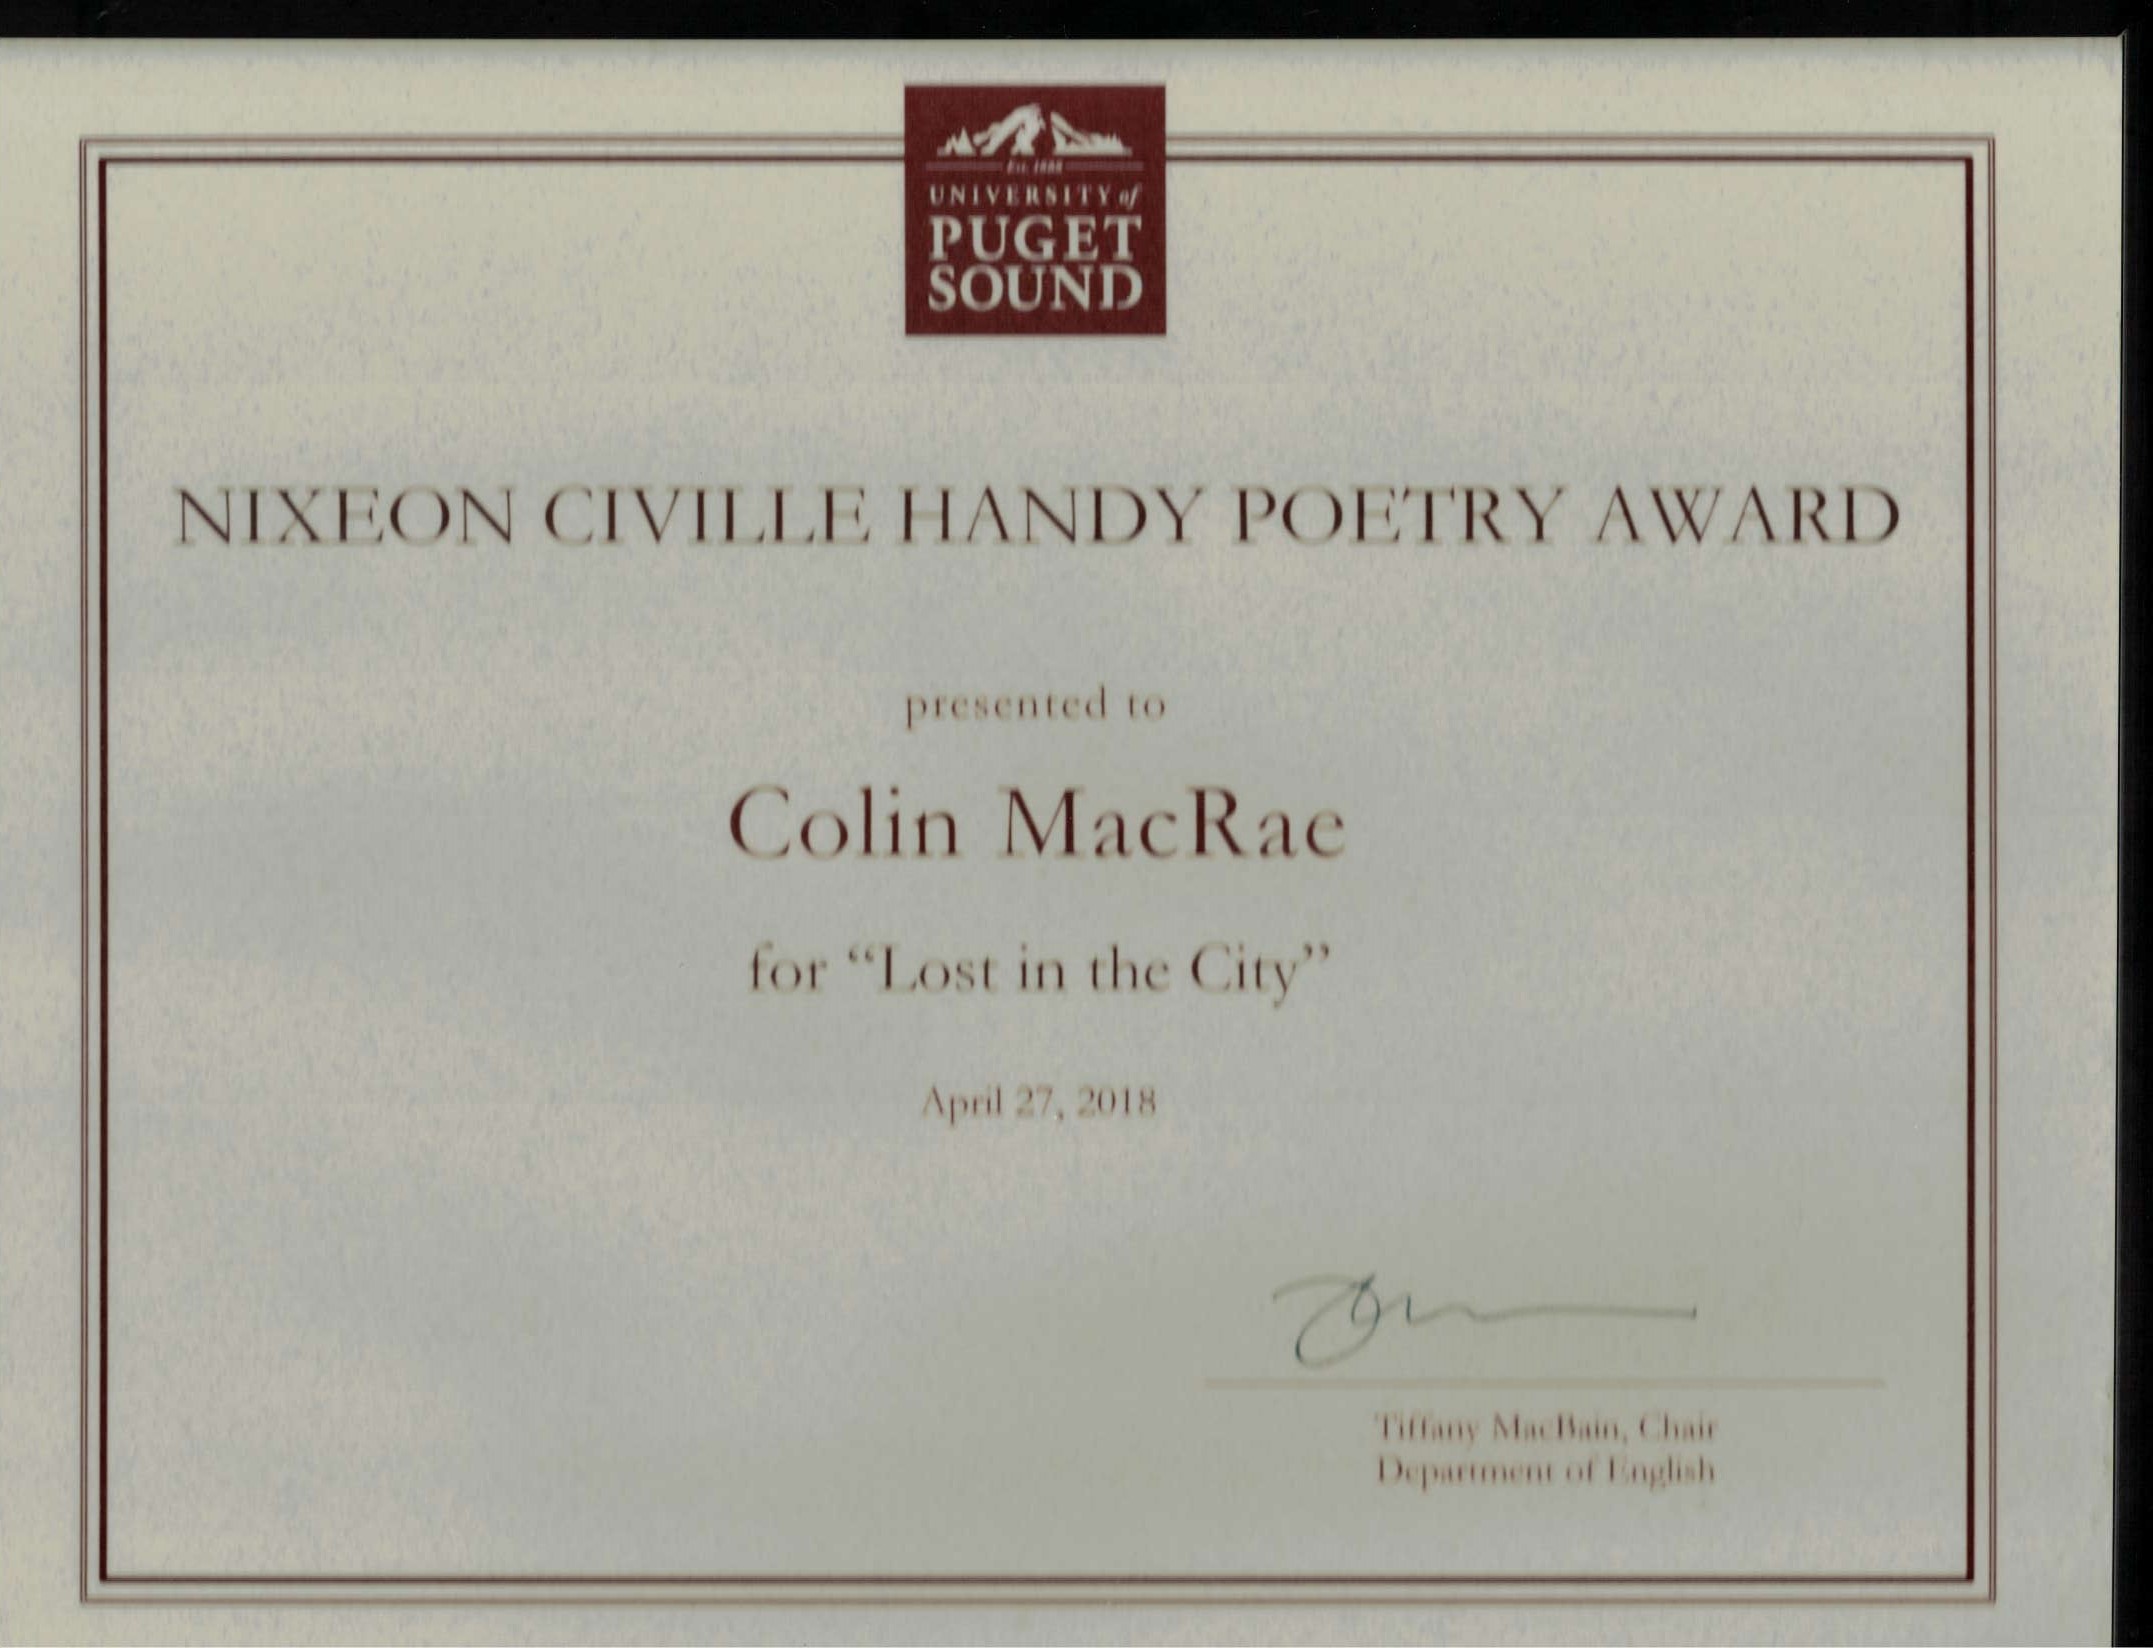 Est. 1888
UNIVERSITY of
PUGET
SOUND
NIXEON CIVILLE HANDY POETRY AWARD
presented to
Colin MacRae
for “Lost in the City”
April 27, 2018
Tiffany MacBain, Chair
Department of English